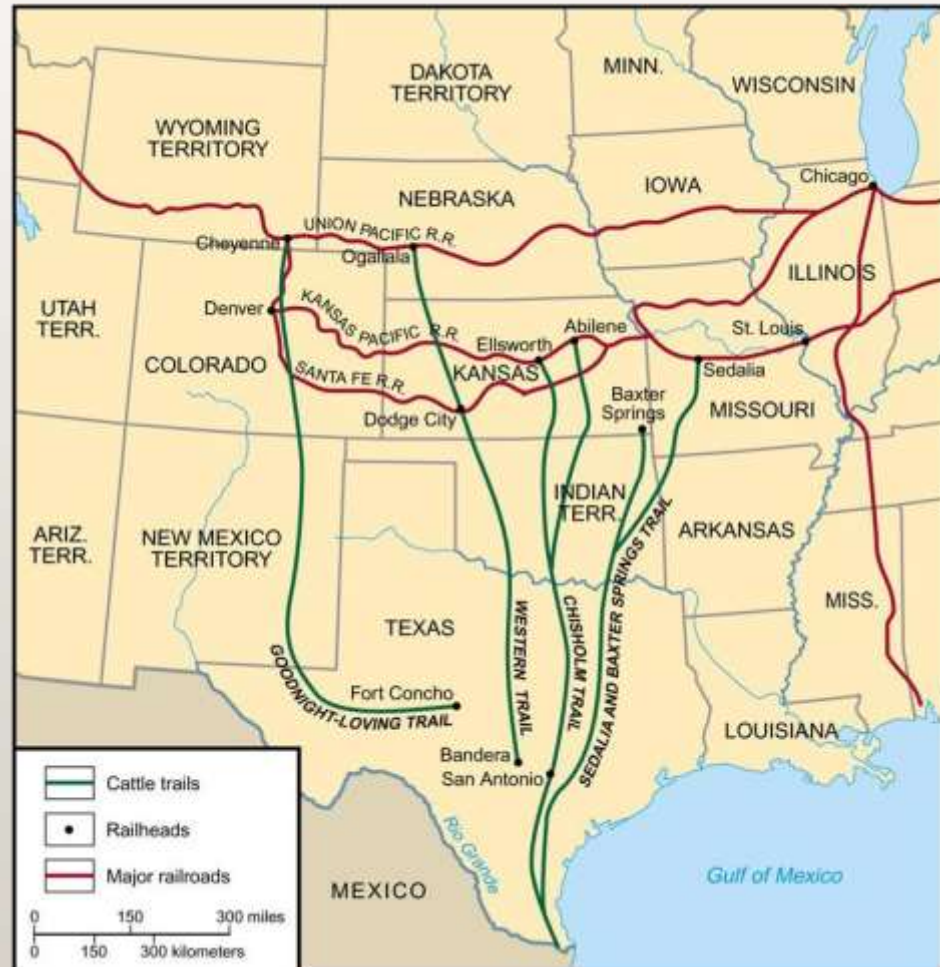 DAKOTA
TERRITORY
MINN.
WISCONSIN
WYOMING
TERRITORY
NEBRASKA
IOWA
Chicago
UNION PACIFIC R.R.
Cheyenne
Ogallala
ILLINOIS
UTAH
TERR.
Denver
KANSAS PACIFIC R.R.
Abilene
St. Louis
COLORADO
Ellsworth
SANTA FE R.R.
KANSAS
Sedalia
Dodge City
Baxter
Springs
MISSOURI
ARIZ.
TERR.
NEW MEXICO
TERRITORY
INDIAN
TERR.
ARKANSAS
MISS.
TEXAS
WESTERN TRAIL
CHISHOLM TRAIL
SEDALIA AND BAXTER SPRINGS TRAIL
GOODNIGHT-LOVING TRAIL
Fort Concho
LOUISIANA
Bandera
San Antonio
Rio Grande
MEXICO
Gulf of Mexico
Cattle trails
Railheads
Major railroads
0 150 300 miles
0 150 300 kilometers